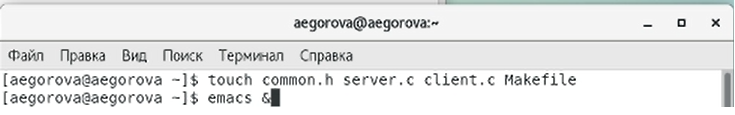 aegorova@aegorova:~
Файл Правка Вид Поиск Терминал Справка
[aegorova@aegorova ~]$ touch common.h server.c client.c Makefile
[aegorova@aegorova ~]$ emacs &